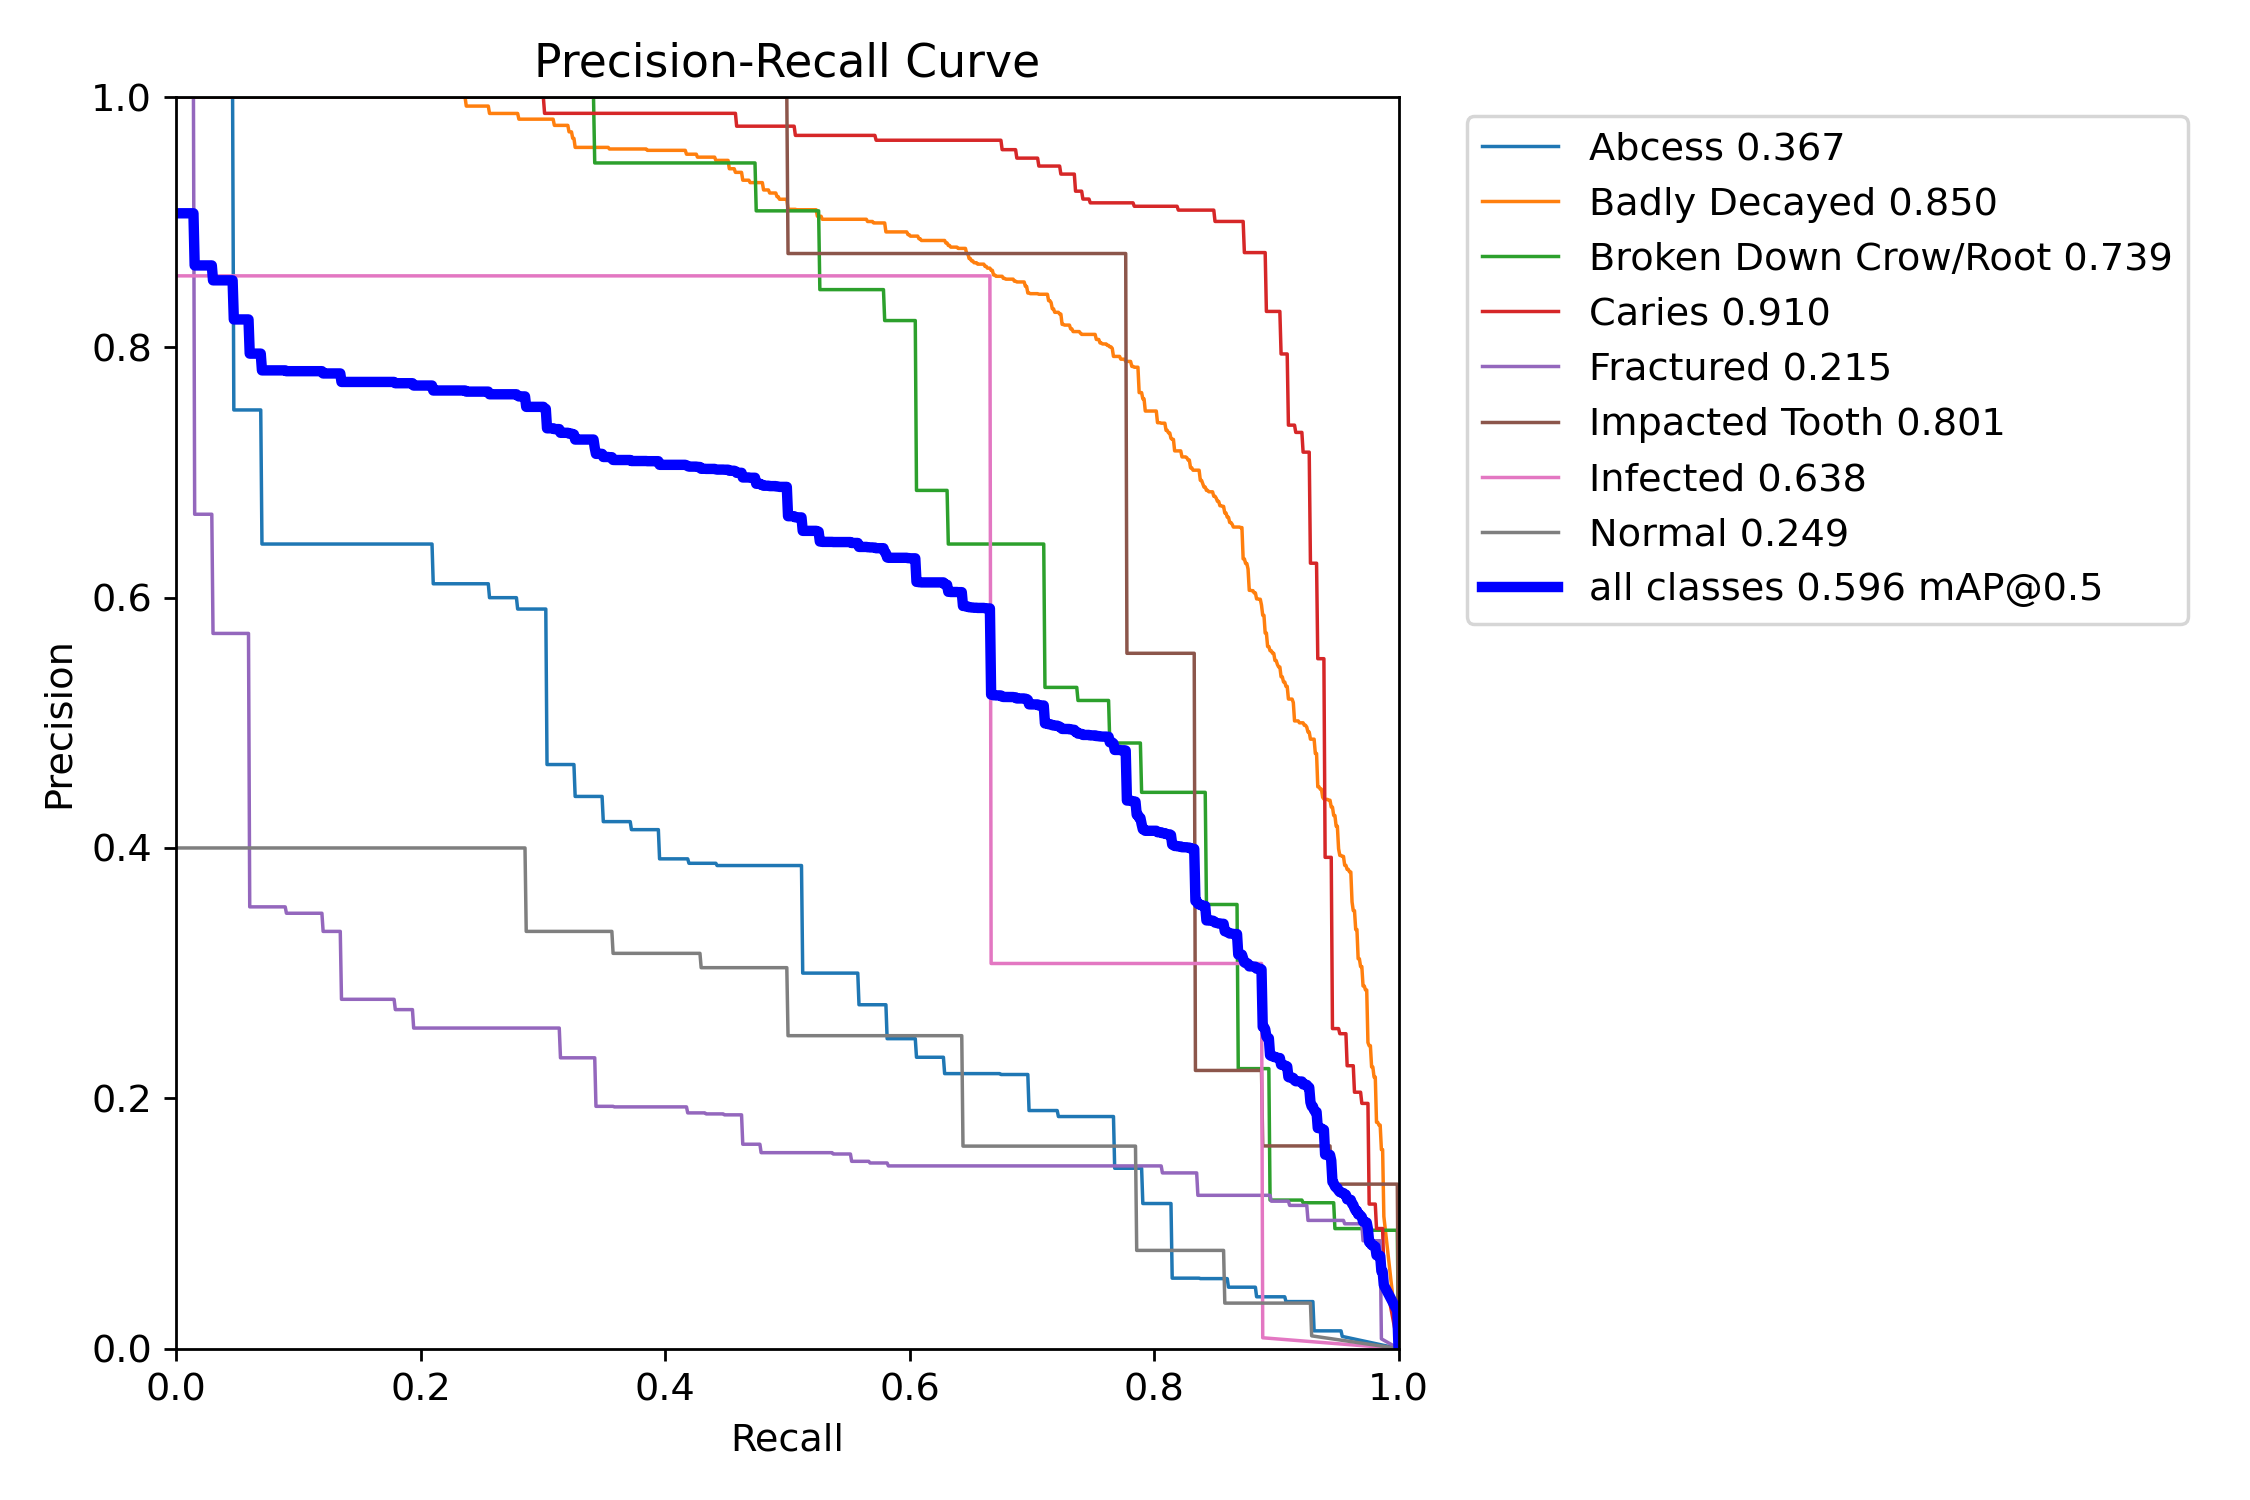 Precision-Recall Curve
1.0
0.8
0.6
0.4
0.2
0.0
Precision
0.0 0.2 0.4 0.6 0.8 1.0
Recall
Abcess 0.367
Badly Decayed 0.850
Broken Down Crow/Root 0.739
Caries 0.910
Fractured 0.215
Impacted Tooth 0.801
Infected 0.638
Normal 0.249
all classes 0.596 mAP@0.5